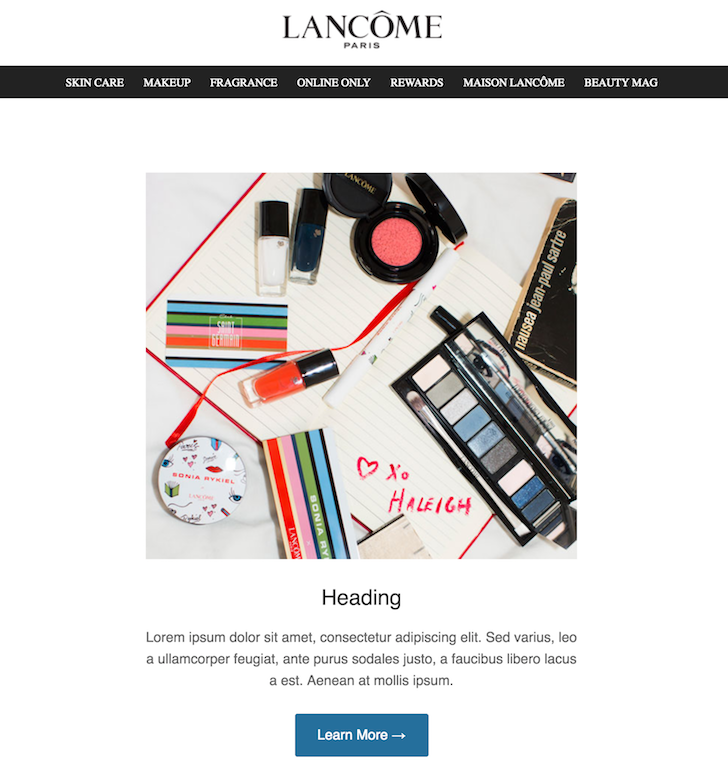 LANCÔME
PARIS
SKIN CARE MAKEUP FRAGRANCE ONLINE ONLY REWARDS MAISON LANCÔME BEAUTY MAG
LANCÔME
nausea jean-paul sartre
SAINT
GERMAIN
SONIA RYKIEL
LANCÔME
LANCÔME
SONIA RY
XO
HALEIGH
Heading
Lorem ipsum dolor sit amet, consectetur adipiscing elit. Sed varius, leo
a ullamcorper feugiat, ante purus sodales justo, a faucibus libero lacus
a est. Aenean at mollis ipsum.
Learn More →